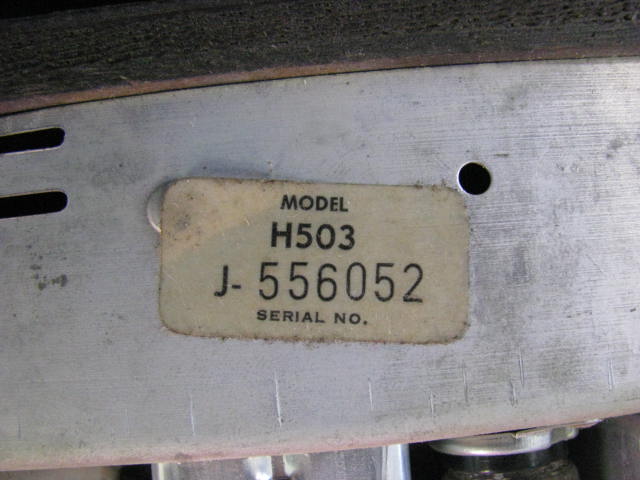 MODEL
H503
J-556052
SERIAL NO.